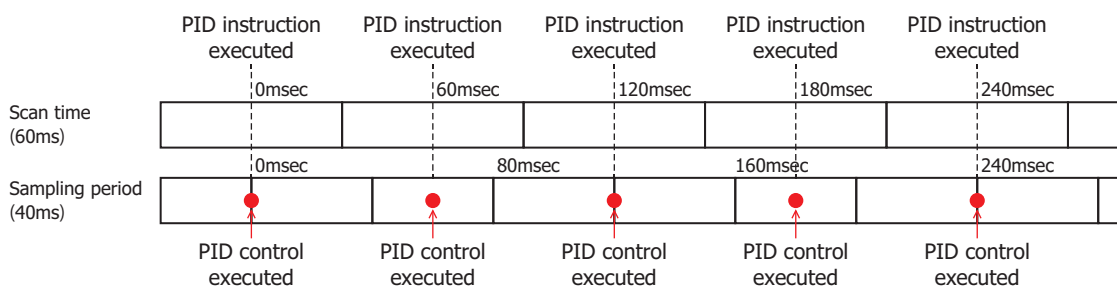 PID instruction executed
PID instruction executed
PID instruction executed
PID instruction executed
PID instruction executed
0msec
60msec
120msec
180msec
240msec
Scan time
(60ms)
0msec
80msec
160msec
240msec
Sampling period
(40ms)
PID control executed
PID control executed
PID control executed
PID control executed
PID control executed